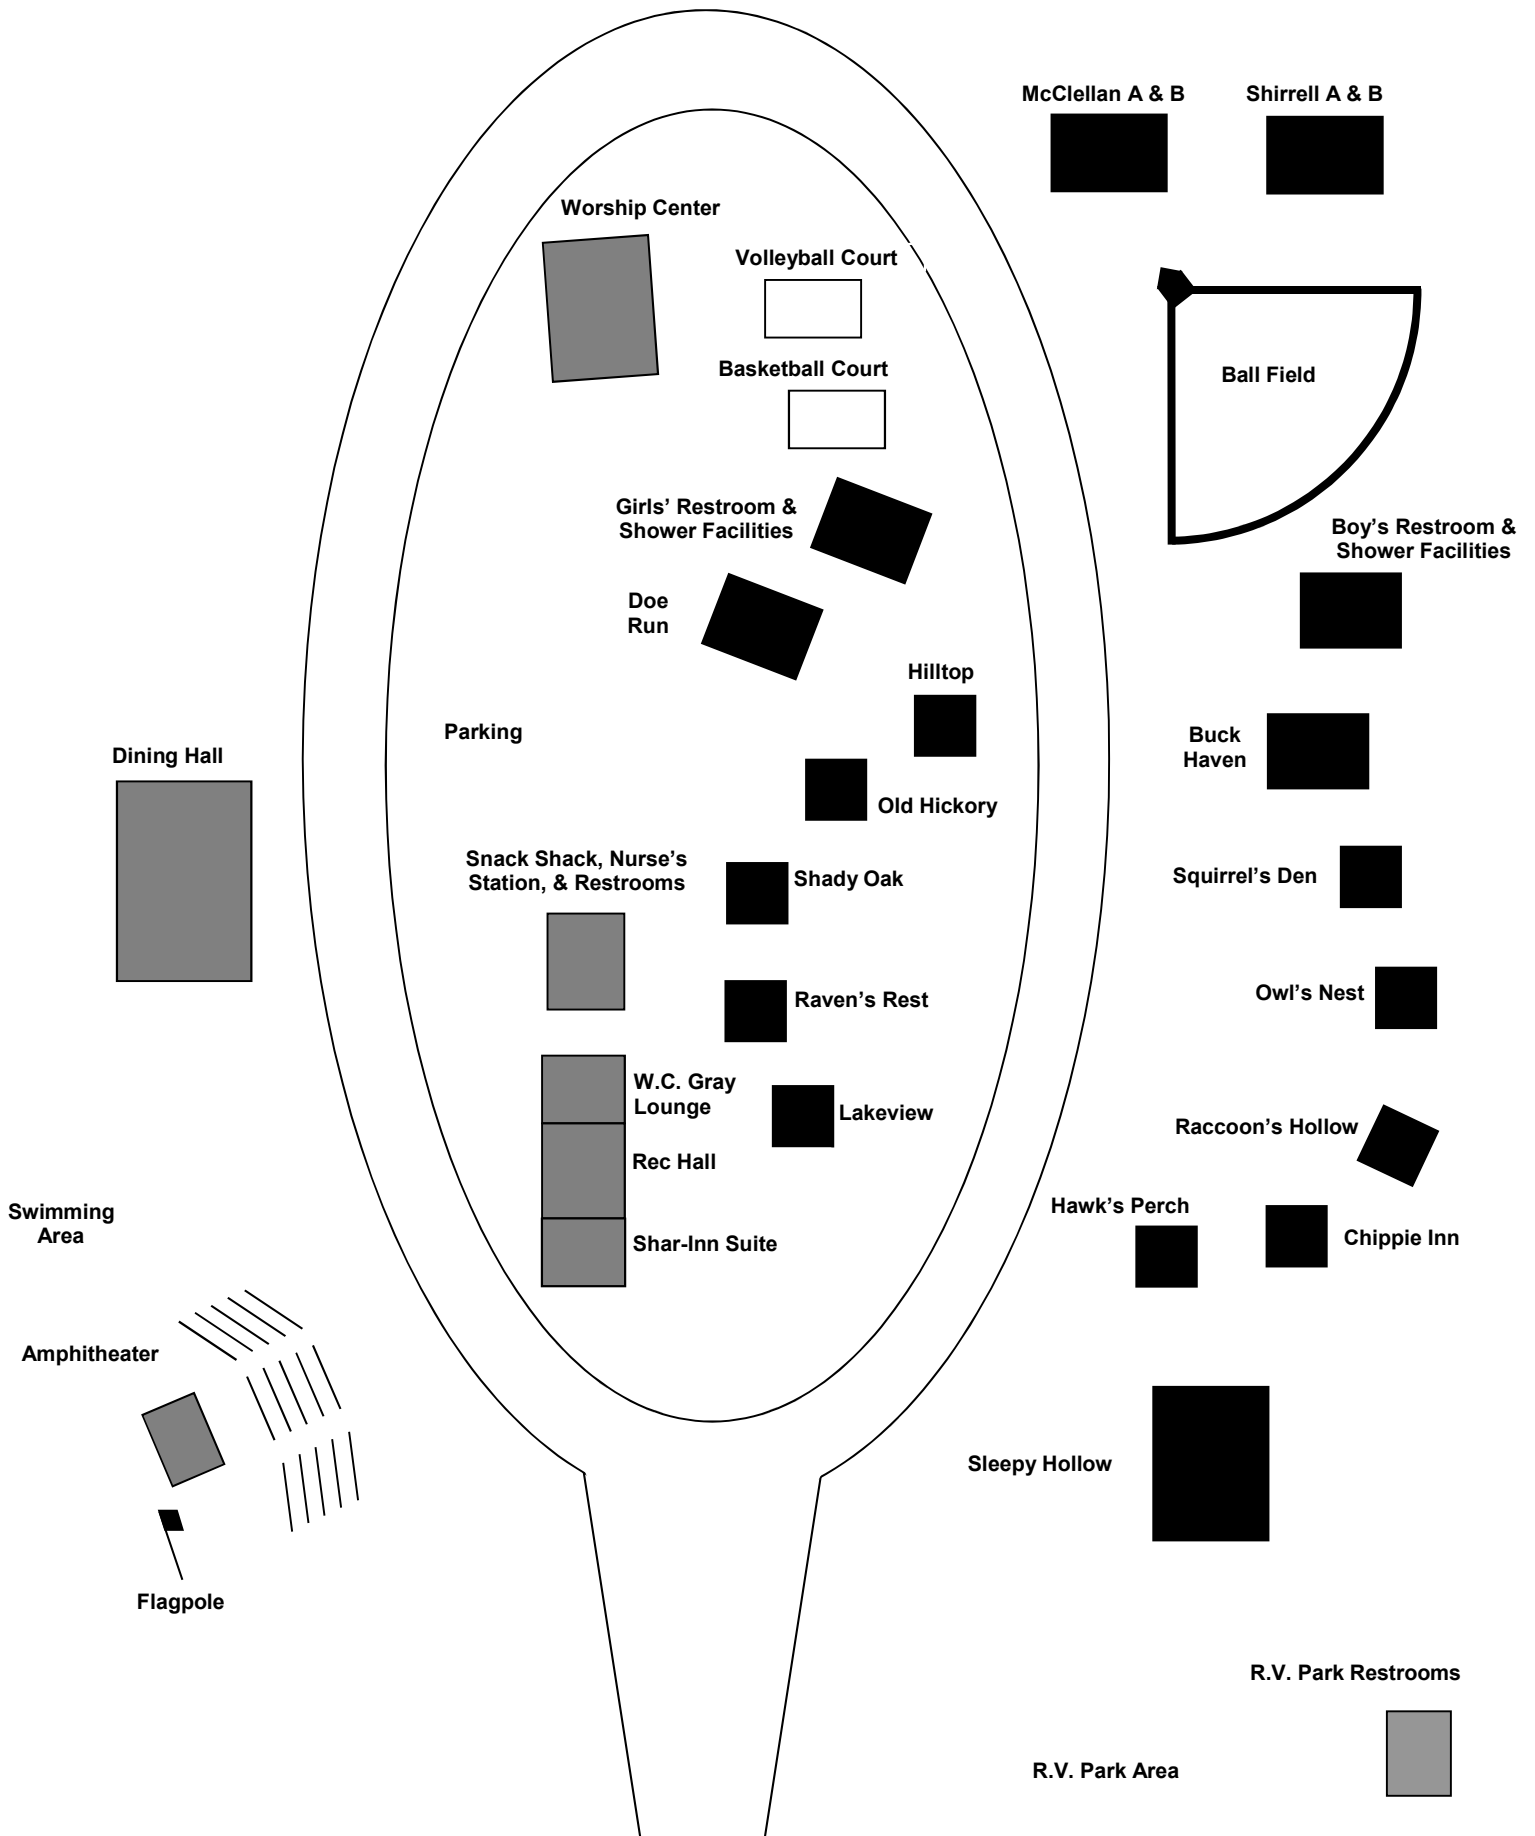 McClellan A & B
Shirrell A & B
Worship Center
Volleyball Court
Basketball Court
Ball Field
Girls’ Restroom &
Shower Facilities
Boy’s Restroom &
Shower Facilities
Doe
Run
Hilltop
Parking
Buck
Haven
Dining Hall
Old Hickory
Snack Shack, Nurse’s
Station, & Restrooms
Shady Oak
Squirrel’s Den
Raven’s Rest
Owl’s Nest
W.C. Gray
Lounge
Lakeview
Raccoon’s Hollow
Rec Hall
Hawk’s Perch
Swimming
Area
Shar-Inn Suite
Chippie Inn
Amphitheater
Sleepy Hollow
Flagpole
R.V. Park Restrooms
R.V. Park Area